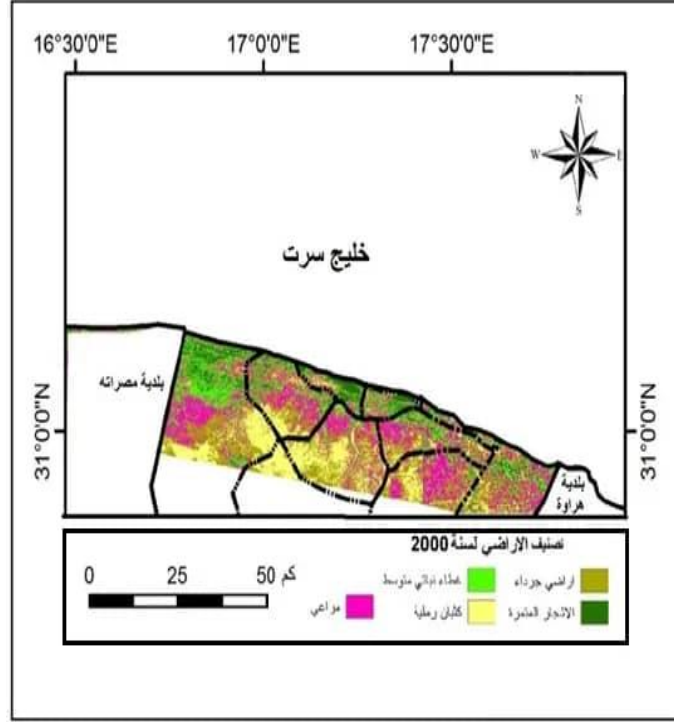 16°30'0"E 17°0'0"E 17°30'0"E
N
W E
S
خليج سرت
بلدية مصراته
31°0'0"N
31°0'0"N
بلدية
هراوة
تصنيف الاراضي لسنة 2000
0 25 50 كم
اراضي جرداء
غطاء نباتي متوسط
مراعي
الاشجار المثمرة
كثبان رملية